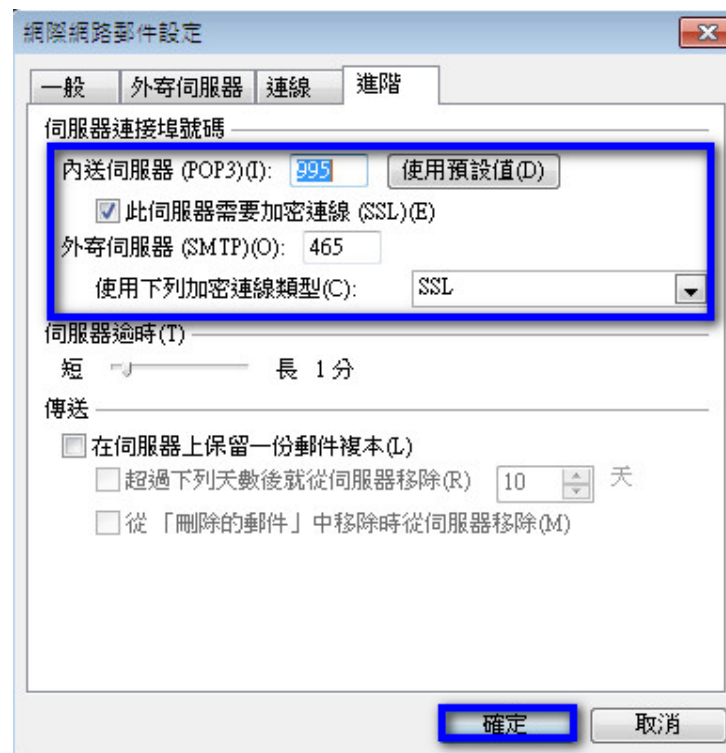 網際網路郵件設定
一般 外寄伺服器 連線 進階
伺服器連接埠號碼
內送伺服器 (POP3)(I): 995 使用預設值(D)
此伺服器需要加密連線 (SSL)(E)
外寄伺服器 (SMTP)(O): 465
使用下列加密連線類型(C): SSL
伺服器逾時(T)
短 長 1 分
傳送
在伺服器上保留一份郵件複本(L)
超過下列天數後就從伺服器移除(R) 10 天
從「刪除的郵件」中移除時從伺服器移除(M)
確定 取消